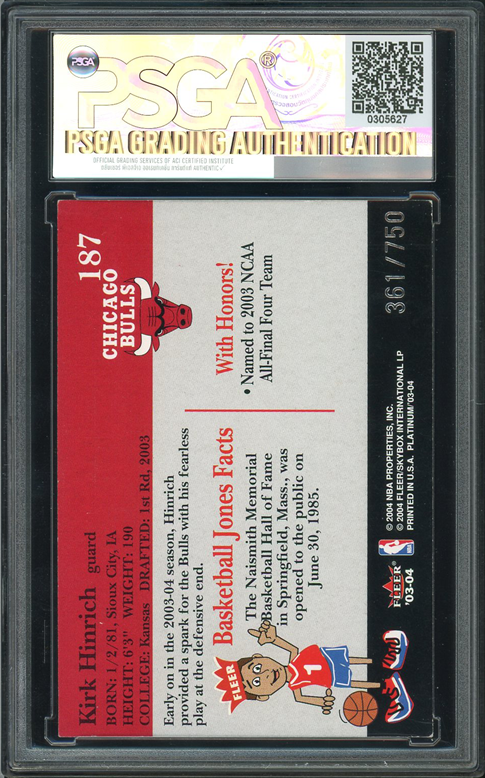 PSGA
PSGA®
0305627
PSGA GRADING AUTHENTICATION
OFFICIAL GRADING SERVICES OF ACI CERTIFIED INSTITUTE
187
CHICAGO
BULLS
Kirk Hinrich guard
BORN: 1/2/81, Sioux City, IA
HEIGHT: 6'3" WEIGHT: 190
COLLEGE: Kansas DRAFTED: 1st Rd, 2003
Early on in the 2003-04 season, Hinrich
provided a spark for the Bulls with his fearless
play at the defensive end.
FLEER
1
Basketball Jones Facts
The Naismith Memorial
Basketball Hall of Fame
in Springfield, Mass., was
opened to the public on
June 30, 1985.
With Honors!
• Named to 2003 NCAA
All-Final Four Team
FLEER
'03-04
© 2004 NBA PROPERTIES, INC.
© 2004 FLEER/SKYBOX INTERNATIONAL LP
PRINTED IN U.S.A. PLATINUM/'03-04
361/750